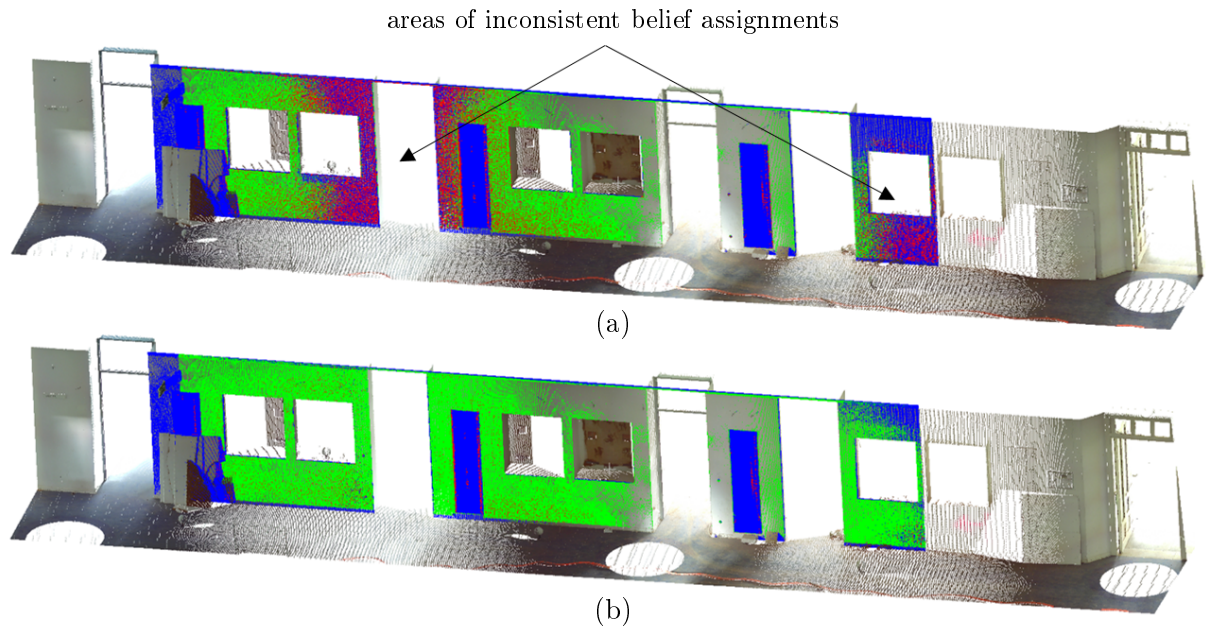 areas of inconsistent belief assignments
(a)
(b)